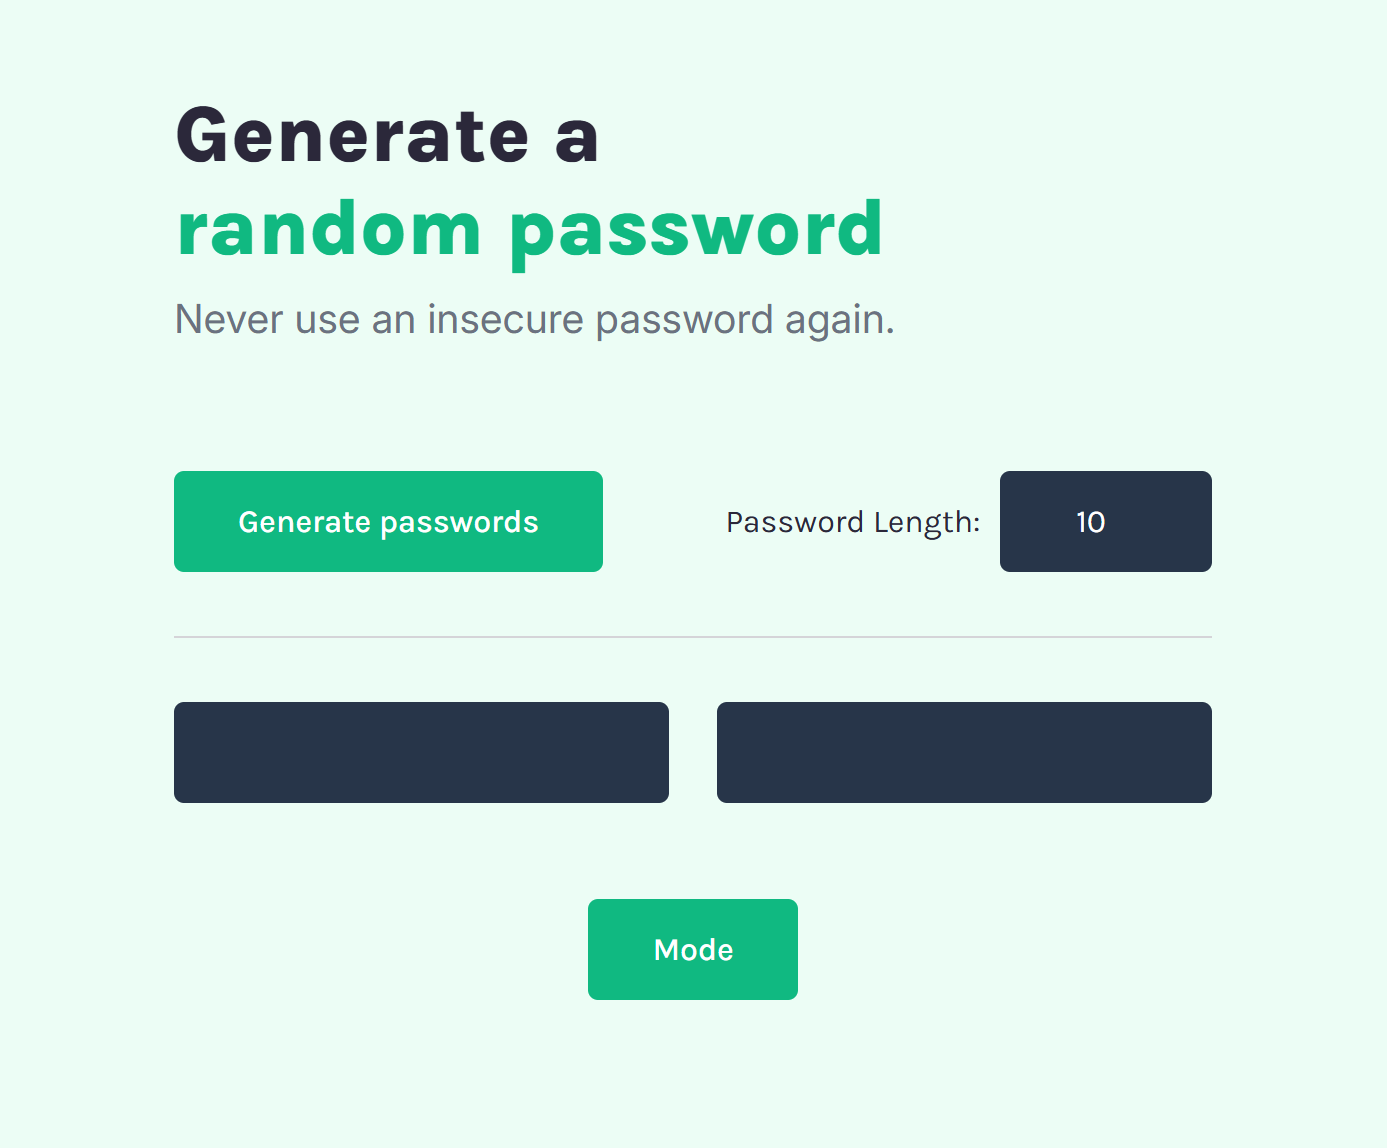 Generate a
random password
Never use an insecure password again.
Generate passwords
Password Length:
10
Mode